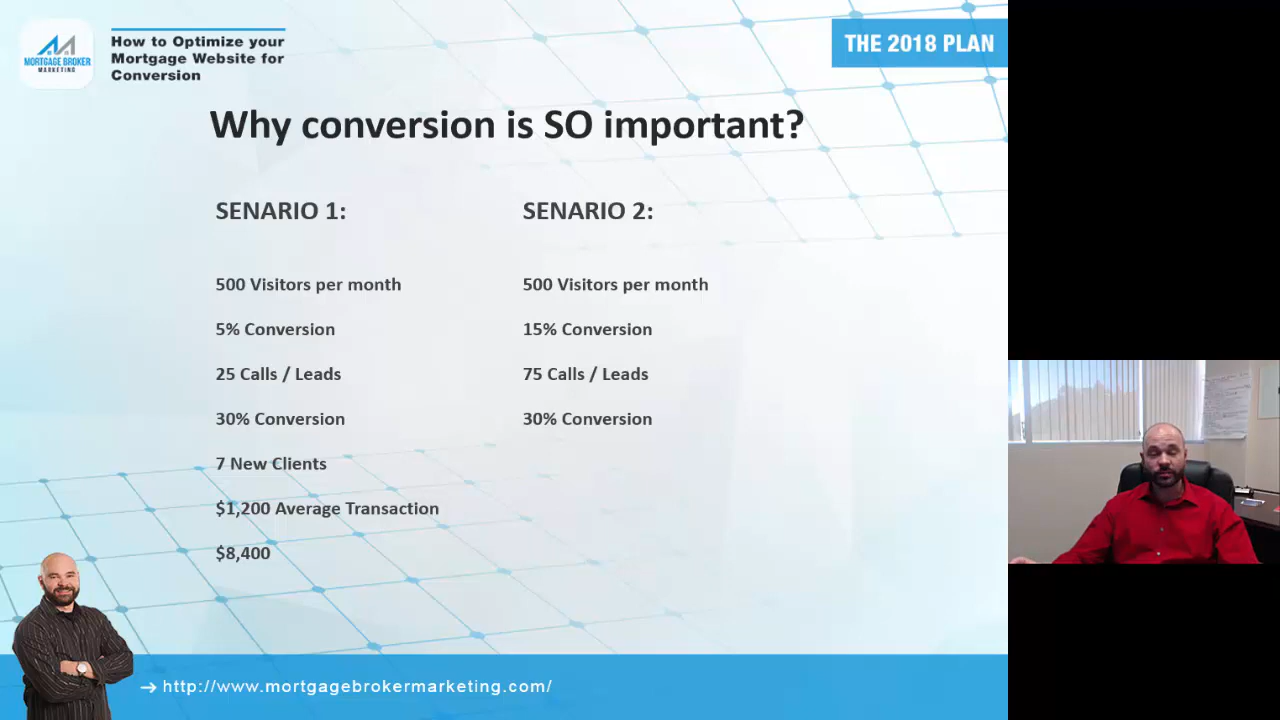 MORTGAGE BROKER
MARKETING
How to Optimize your
Mortgage Website for
Conversion
THE 2018 PLAN
Why conversion is SO important?
SENARIO 1:
500 Visitors per month
5% Conversion
25 Calls / Leads
30% Conversion
7 New Clients
$1,200 Average Transaction
$8,400
SENARIO 2:
500 Visitors per month
15% Conversion
75 Calls / Leads
30% Conversion
http://www.mortgagebrokermarketing.com/